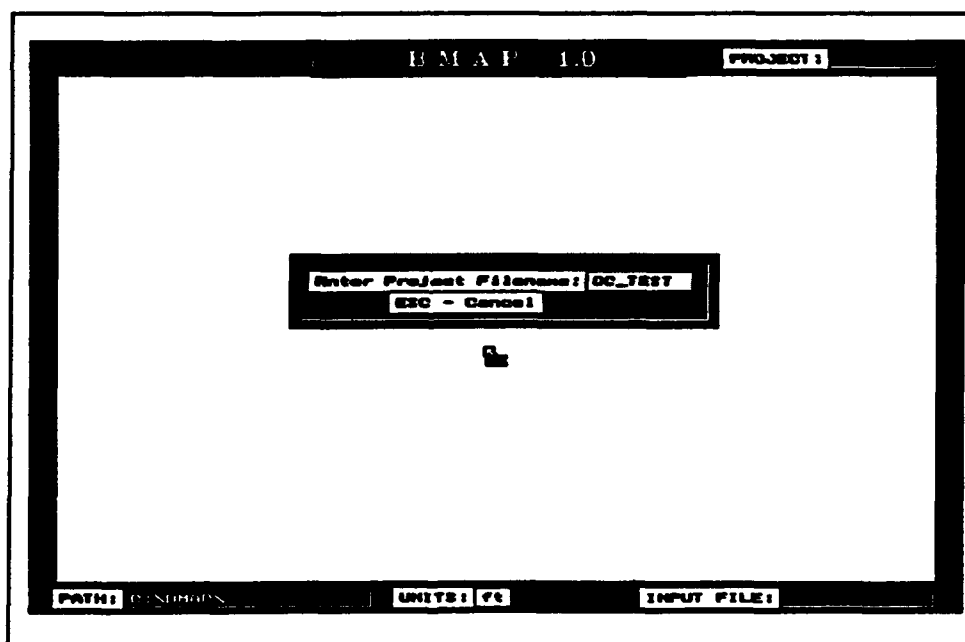 BMAP 1.0 PROJECT:
Enter Project Filename: OC_TEST
ESC - Cancel
PATH: UNITS: ft INPUT FILE: